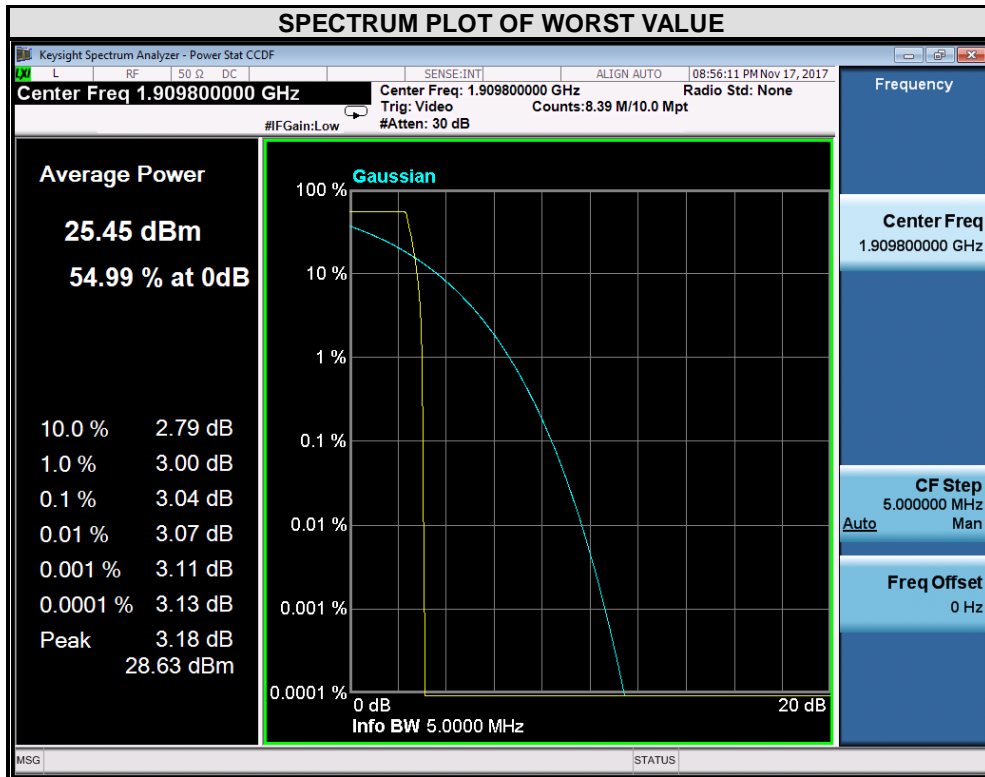 SPECTRUM PLOT OF WORST VALUE
Keysight Spectrum Analyzer - Power Stat CCDF
LXI L RF 50 Ω DC SENSE:INT ALIGN AUTO 08:56:11 PM Nov 17, 2017
Center Freq 1.909800000 GHz
#IFGain:Low
Center Freq: 1.909800000 GHz Radio Std: None
Trig: Video Counts:8.39 M/10.0 Mpt
#Atten: 30 dB
Average Power
25.45 dBm
54.99 % at 0dB
10.0 % 2.79 dB
1.0 % 3.00 dB
0.1 % 3.04 dB
0.01 % 3.07 dB
0.001 % 3.11 dB
0.0001 % 3.13 dB
Peak 3.18 dB
28.63 dBm
Gaussian
100 %
10 %
1 %
0.1 %
0.01 %
0.001 %
0.0001 %
0 dB 20 dB
Info BW 5.0000 MHz
Frequency
Center Freq
1.909800000 GHz
CF Step
5.000000 MHz
Auto Man
Freq Offset
0 Hz
MSG STATUS